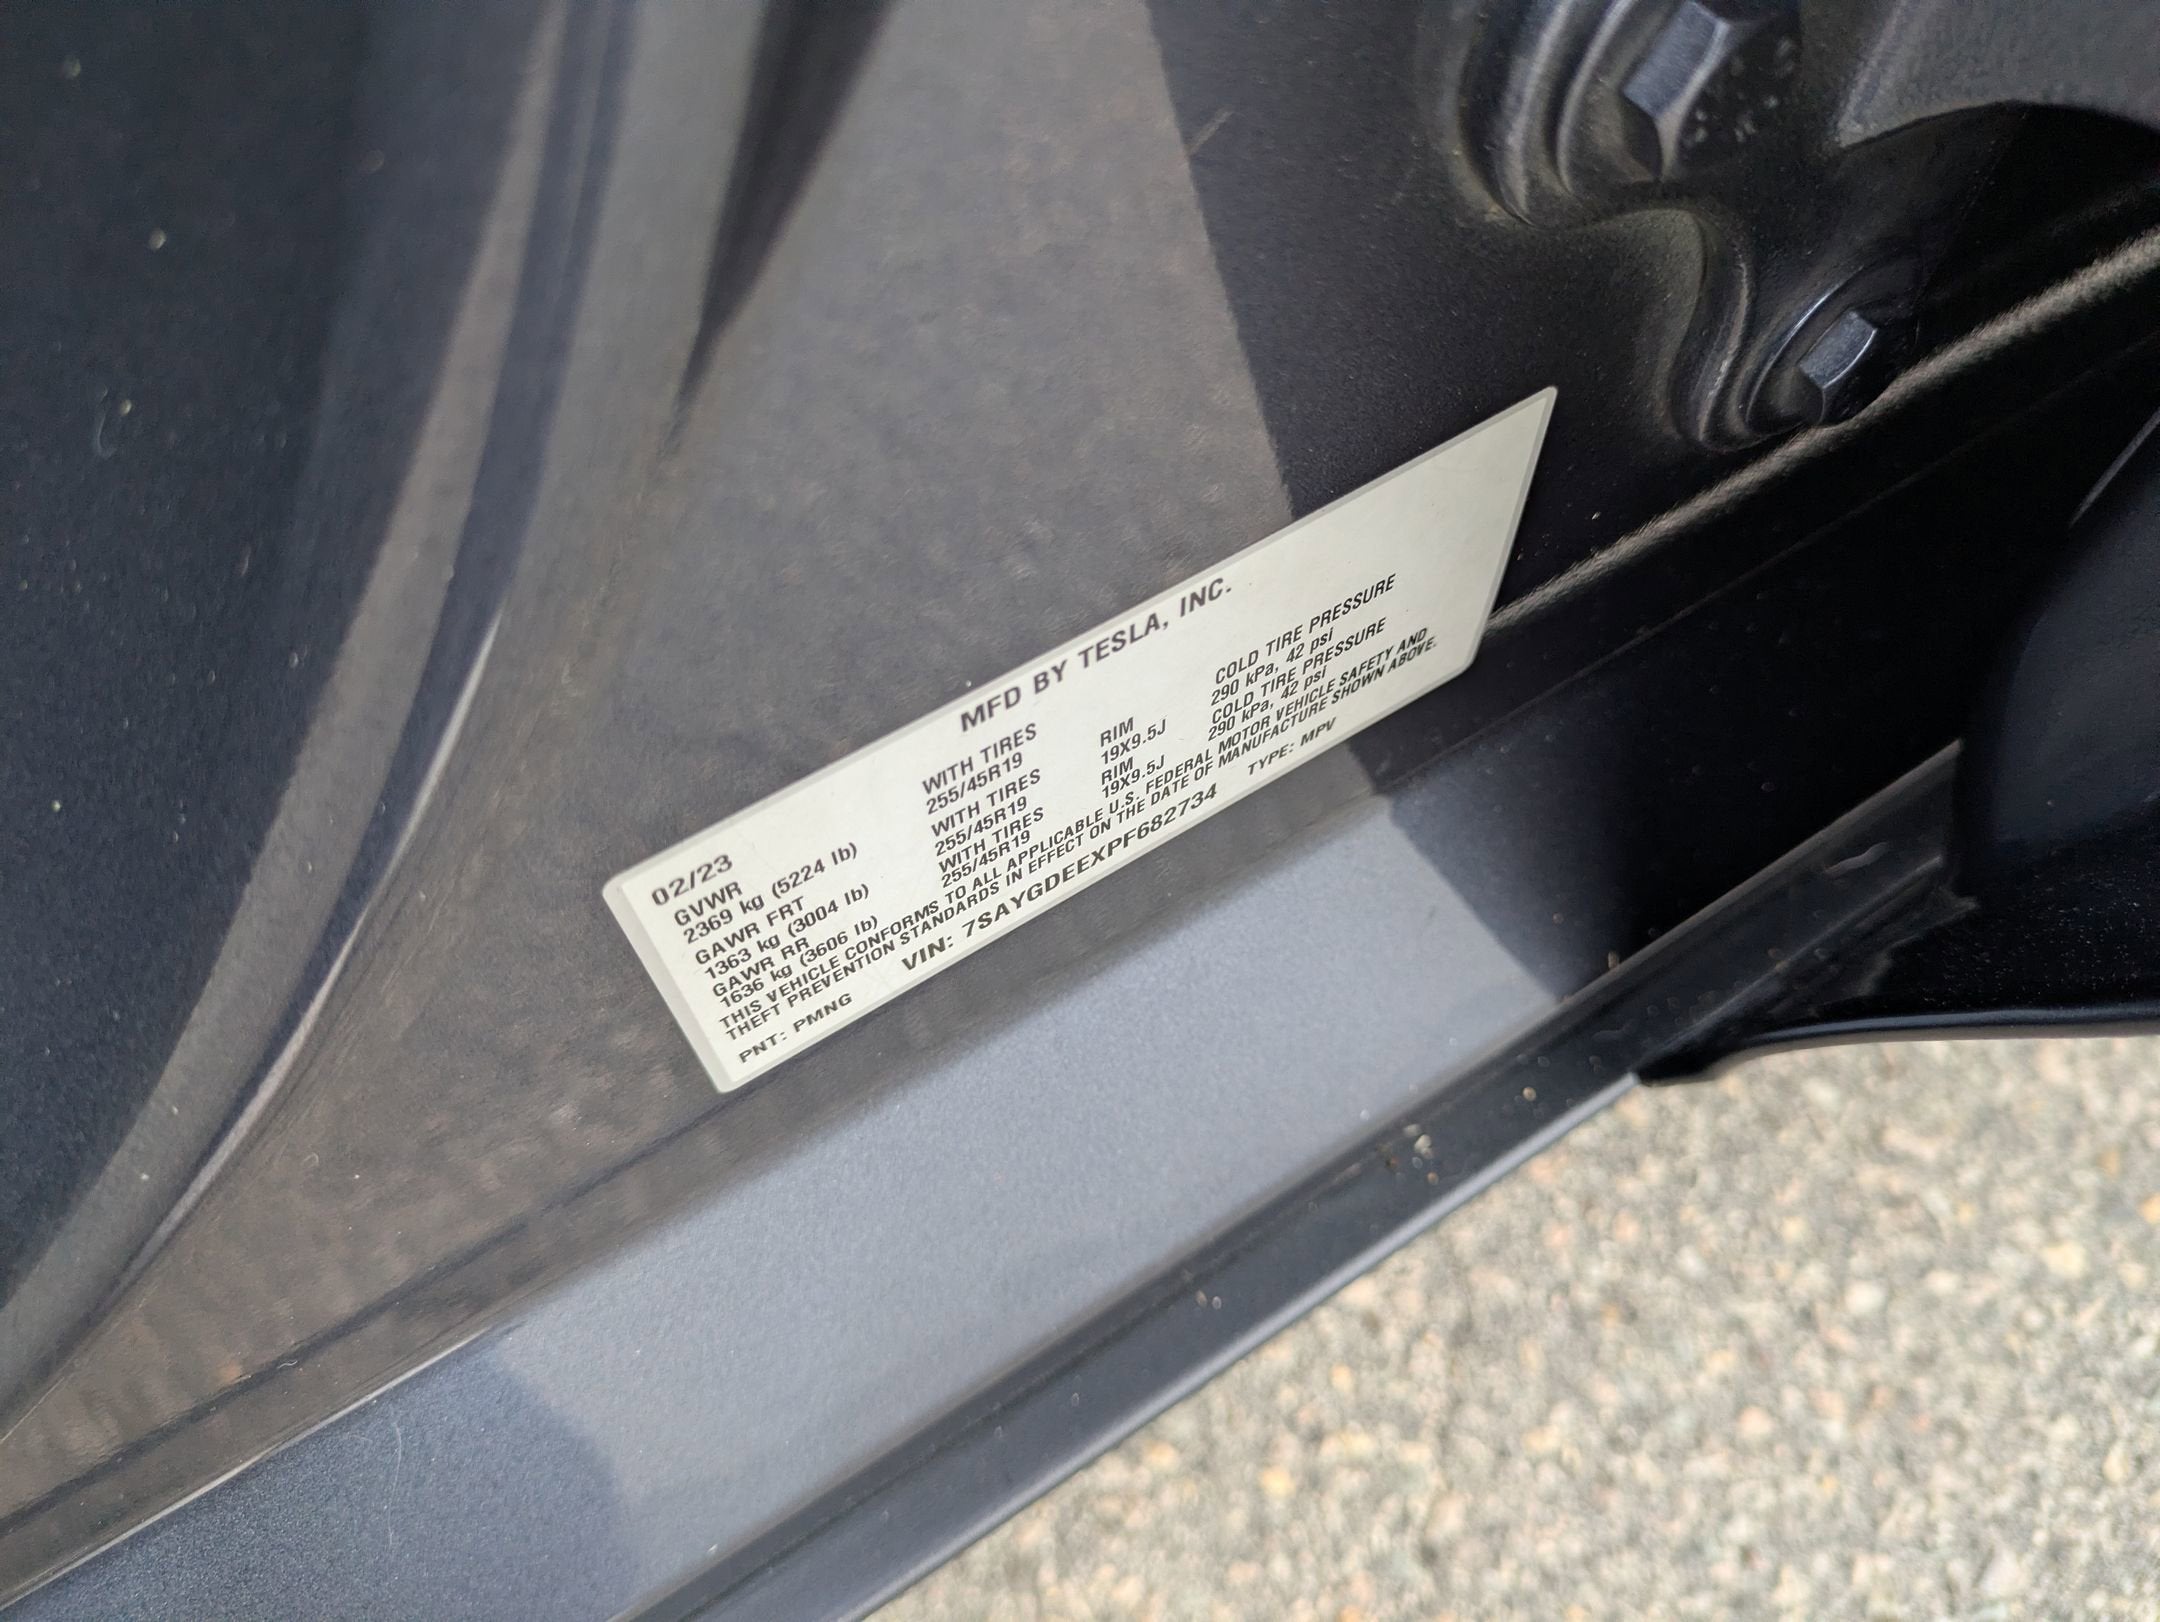 MFD BY TESLA, INC.
02/23
GVWR WITH TIRES RIM COLD TIRE PRESSURE
2369 kg (5224 lb) 255/45R19 19X9.5J 290 kPa, 42 psi
GAWR FRT WITH TIRES RIM COLD TIRE PRESSURE
1363 kg (3004 lb) 255/45R19 19X9.5J 290 kPa, 42 psi
GAWR RR WITH TIRES
1636 kg (3606 lb) 255/45R19
THIS VEHICLE CONFORMS TO ALL APPLICABLE U.S. FEDERAL MOTOR VEHICLE SAFETY AND
THEFT PREVENTION STANDARDS IN EFFECT ON THE DATE OF MANUFACTURE SHOWN ABOVE.
PNT: PMNG VIN: 7SAYGDEEXPF682734 TYPE: MPV